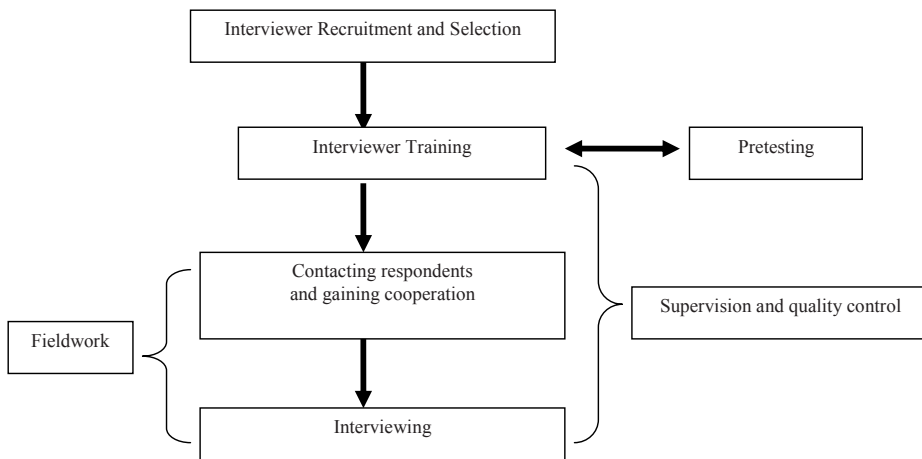 Interviewer Recruitment and Selection
Interviewer Training
Pretesting
Contacting respondents
and gaining cooperation
Supervision and quality control
Fieldwork
Interviewing